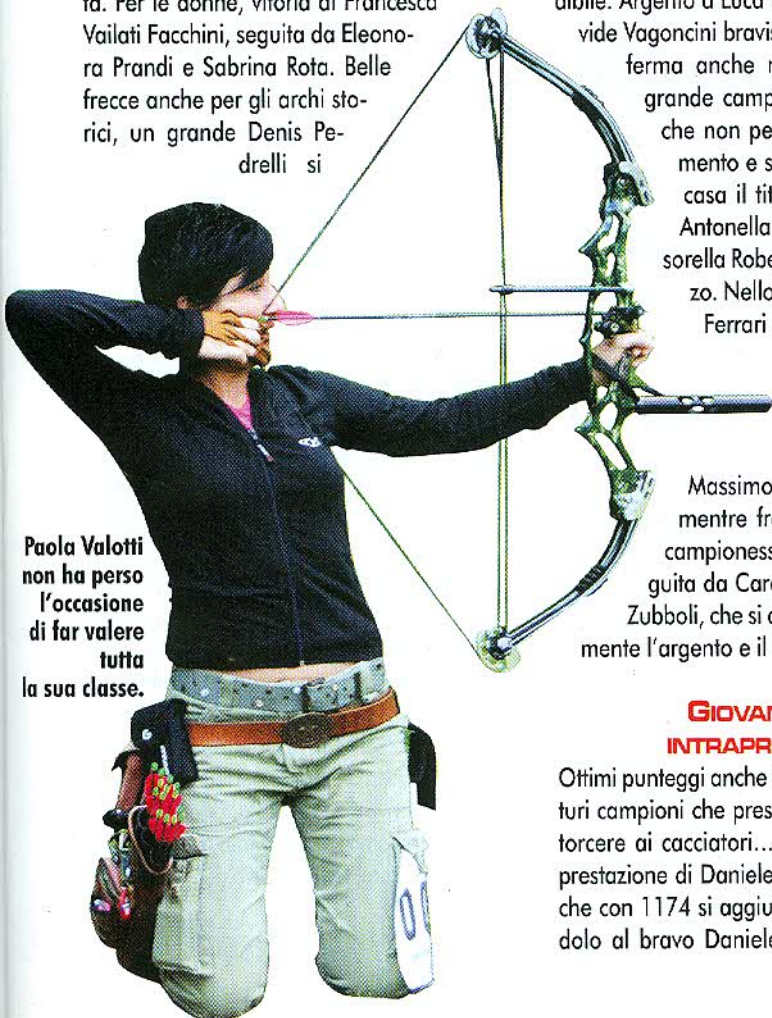 ta. Per le donne, vitoria di Francesca
Vailati Facchini, seguita da Eleono-
ra Prandi e Sabrina Rota. Belle
frecce anche per gli archi sto-
rici, un grande Denis Pe-
drelli si
Paola Valotti
non ha perso
l'occasione
di far valere
tutta
la sua classe.
dibile. Argento a Luca
vide Vagoncini bravis
ferma anche
grande camp
che non pe
mento e s
casa il tit
Antonella
sorella Robe
zo. Nello
Ferrari
Massimo
mentre fr
campioness
guita da Car
Zubboli, che si
mente l'argento e il
GIOVAN
INTRAPR
Ottimi punteggi anche
turi campioni che pres
torcere ai cacciatori...
prestazione di Daniele
che con 1174 si aggiu
dolo al bravo Daniele